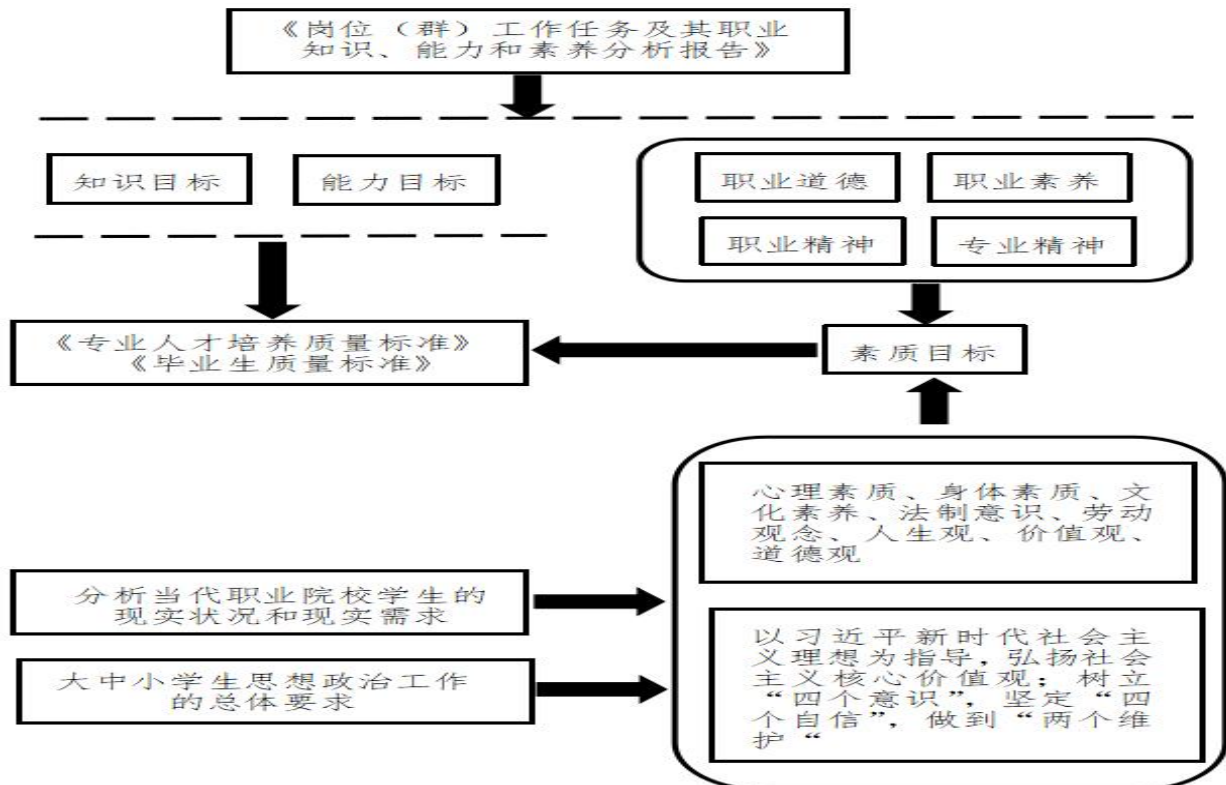 《岗位（群）工作任务及其职业
知识、能力和素养分析报告》
知识目标
能力目标
职业道德
职业素养
职业精神
专业精神
《专业人才培养质量标准》
《毕业生质量标准》
素质目标
心理素质、身体素质、文
化素养、法制意识、劳动
观念、人生观、价值观、
道德观
分析当代职业院校学生的
现实状况和现实需求
大中小学生思想政治工作
的总体要求
以习近平新时代社会主
义理想为指导，弘扬社会
主义核心价值观；树立
“四个意识”，坚定“四
个自信”，做到“两个维
护“